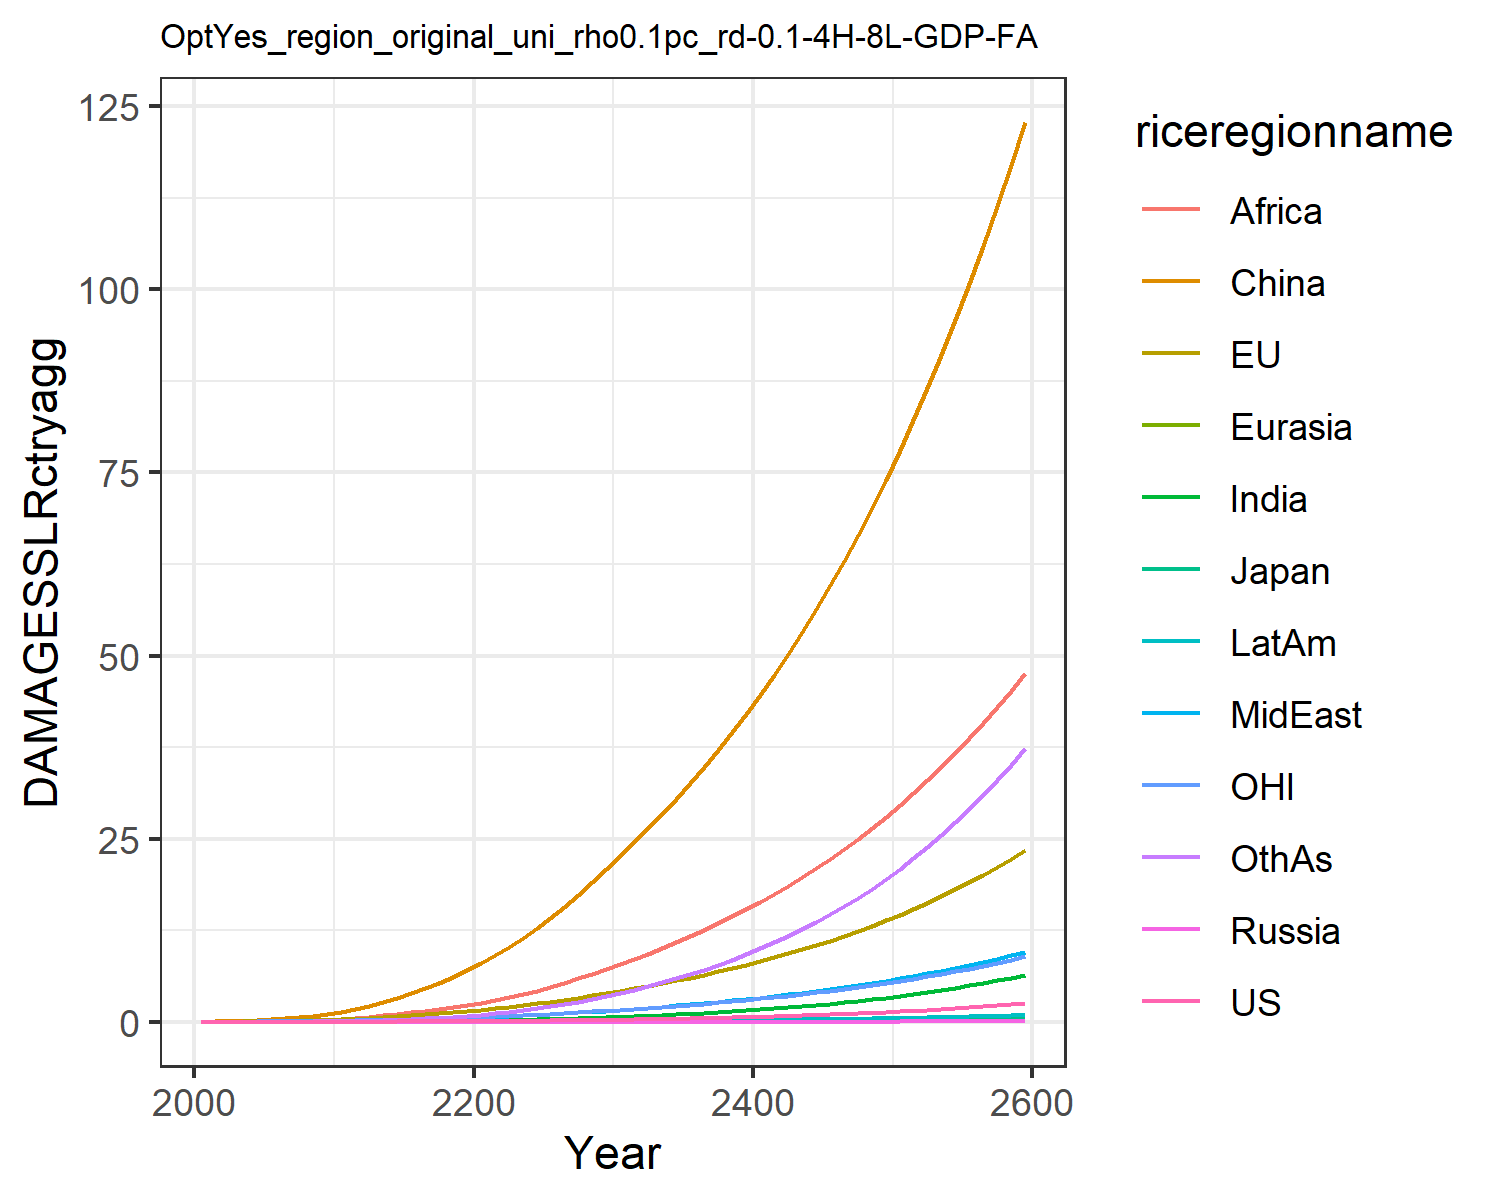 OptYes_region_original_uni_rho0.1pc_rd-0.1-4H-8L-GDP-FA
125
100
75
50
25
0
DAMAGESSLRctryagg
2000
2200
2400
2600
Year
riceregionname
Africa
China
EU
Eurasia
India
Japan
LatAm
MidEast
OHI
OthAs
Russia
US